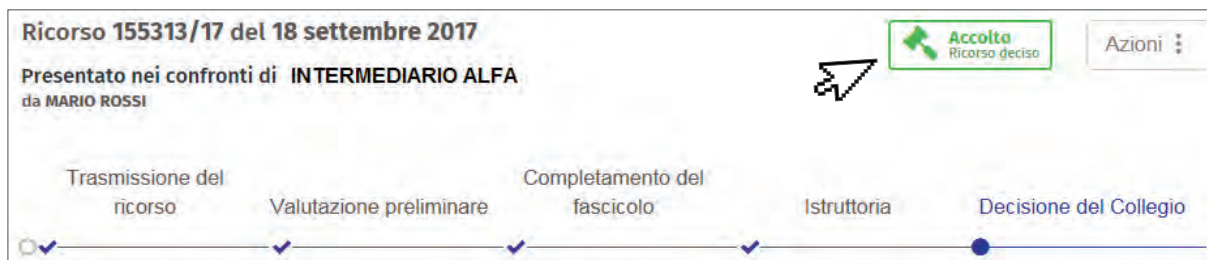 Ricorso 155313/17 del 18 settembre 2017
Accolto
Ricorso deciso
Azioni
Presentato nei confronti di INTERMEDIARIO ALFA
da MARIO ROSSI
Trasmissione del
ricorso
Valutazione preliminare
Completamento del
fascicolo
Istruttoria
Decisione del Collegio